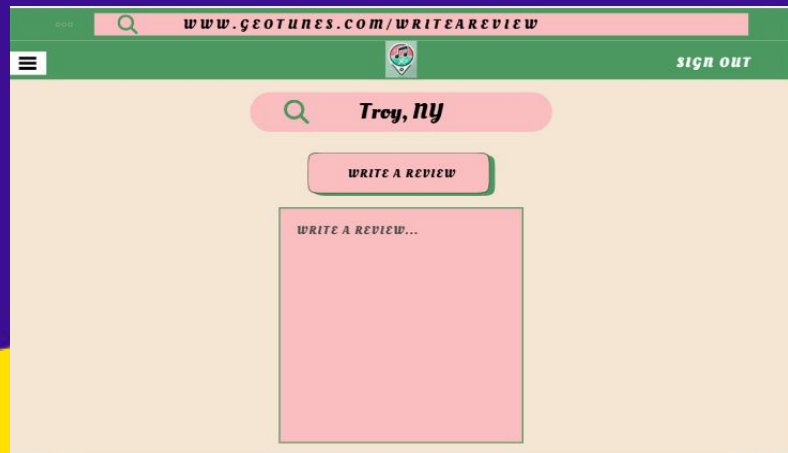 WWW.GEOTUNES.COM/WRITEAREVIEW
SIGN OUT
Troy, NY
WRITE A REVIEW
WRITE A REVIEW...